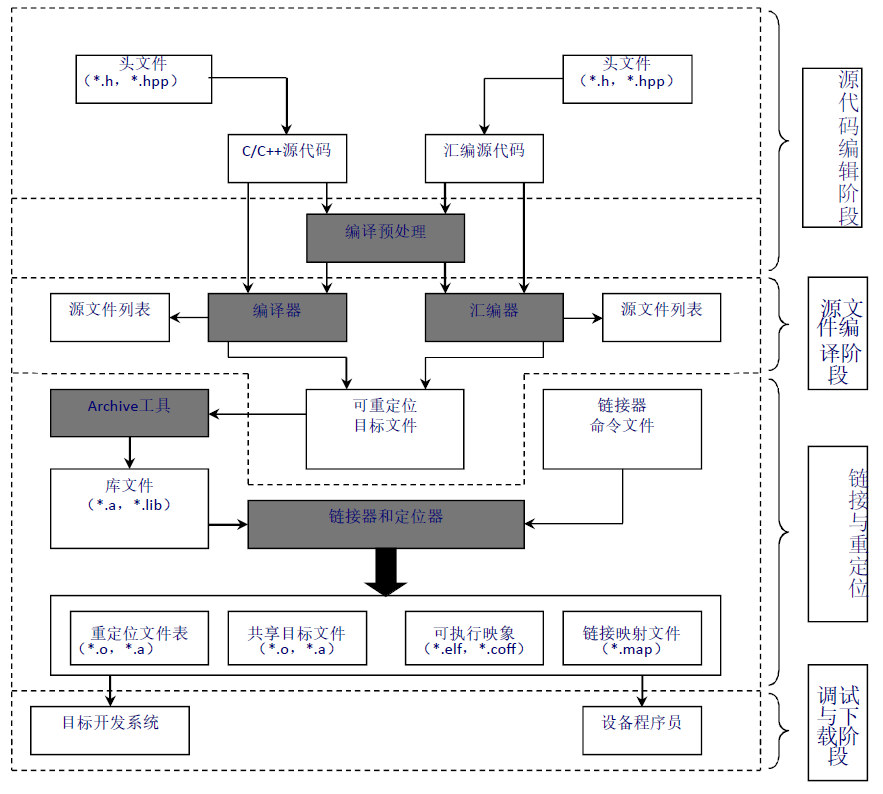 头文件
（*.h，*.hpp）
头文件
（*.h，*.hpp）
源代码编辑阶段
C/C++源代码
汇编源代码
编译预处理
源文件列表
编译器
汇编器
源文件列表
源文
件编
译阶
段
Archive工具
可重定位
目标文件
链接器
命令文件
库文件
（*.a，*.lib）
链接器和定位器
链接与重定位
重定位文件表
（*.o，*.a）
共享目标文件
（*.o，*.a）
可执行映象
（*.elf，*.coff）
链接映射文件
（*.map）
目标开发系统
设备程序员
调试
与下
载阶
段